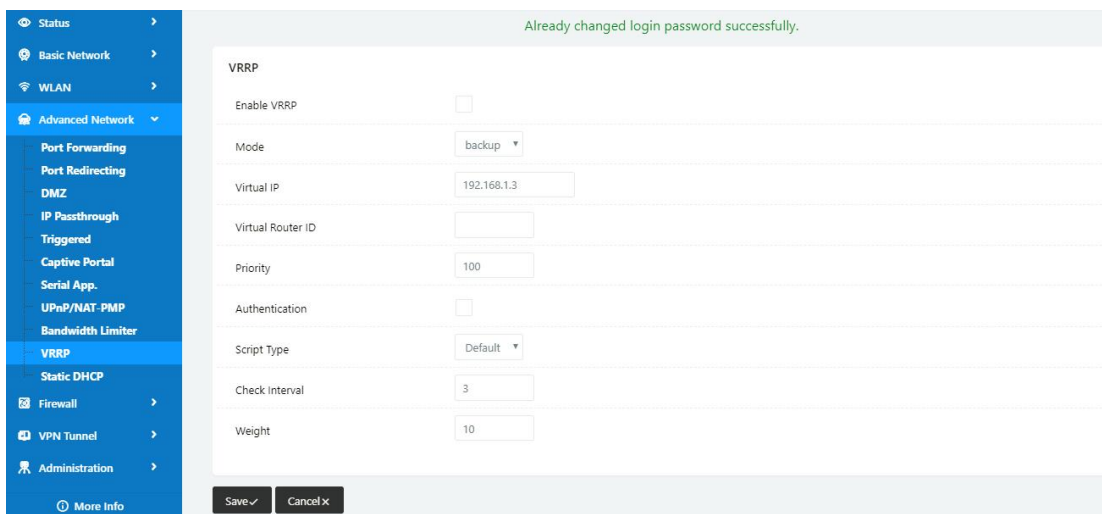 Status
Basic Network
WLAN
Advanced Network
Port Forwarding
Port Redirecting
DMZ
IP Passthrough
Triggered
Captive Portal
Serial App.
UPnP/NAT-PMP
Bandwidth Limiter
VRRP
Static DHCP
Firewall
VPN Tunnel
Administration
More Info
Already changed login password successfully.
VRRP
Enable VRRP
Mode backup
Virtual IP 192.168.1.3
Virtual Router ID
Priority 100
Authentication
Script Type Default
Check Interval 3
Weight 10
Save Cancel